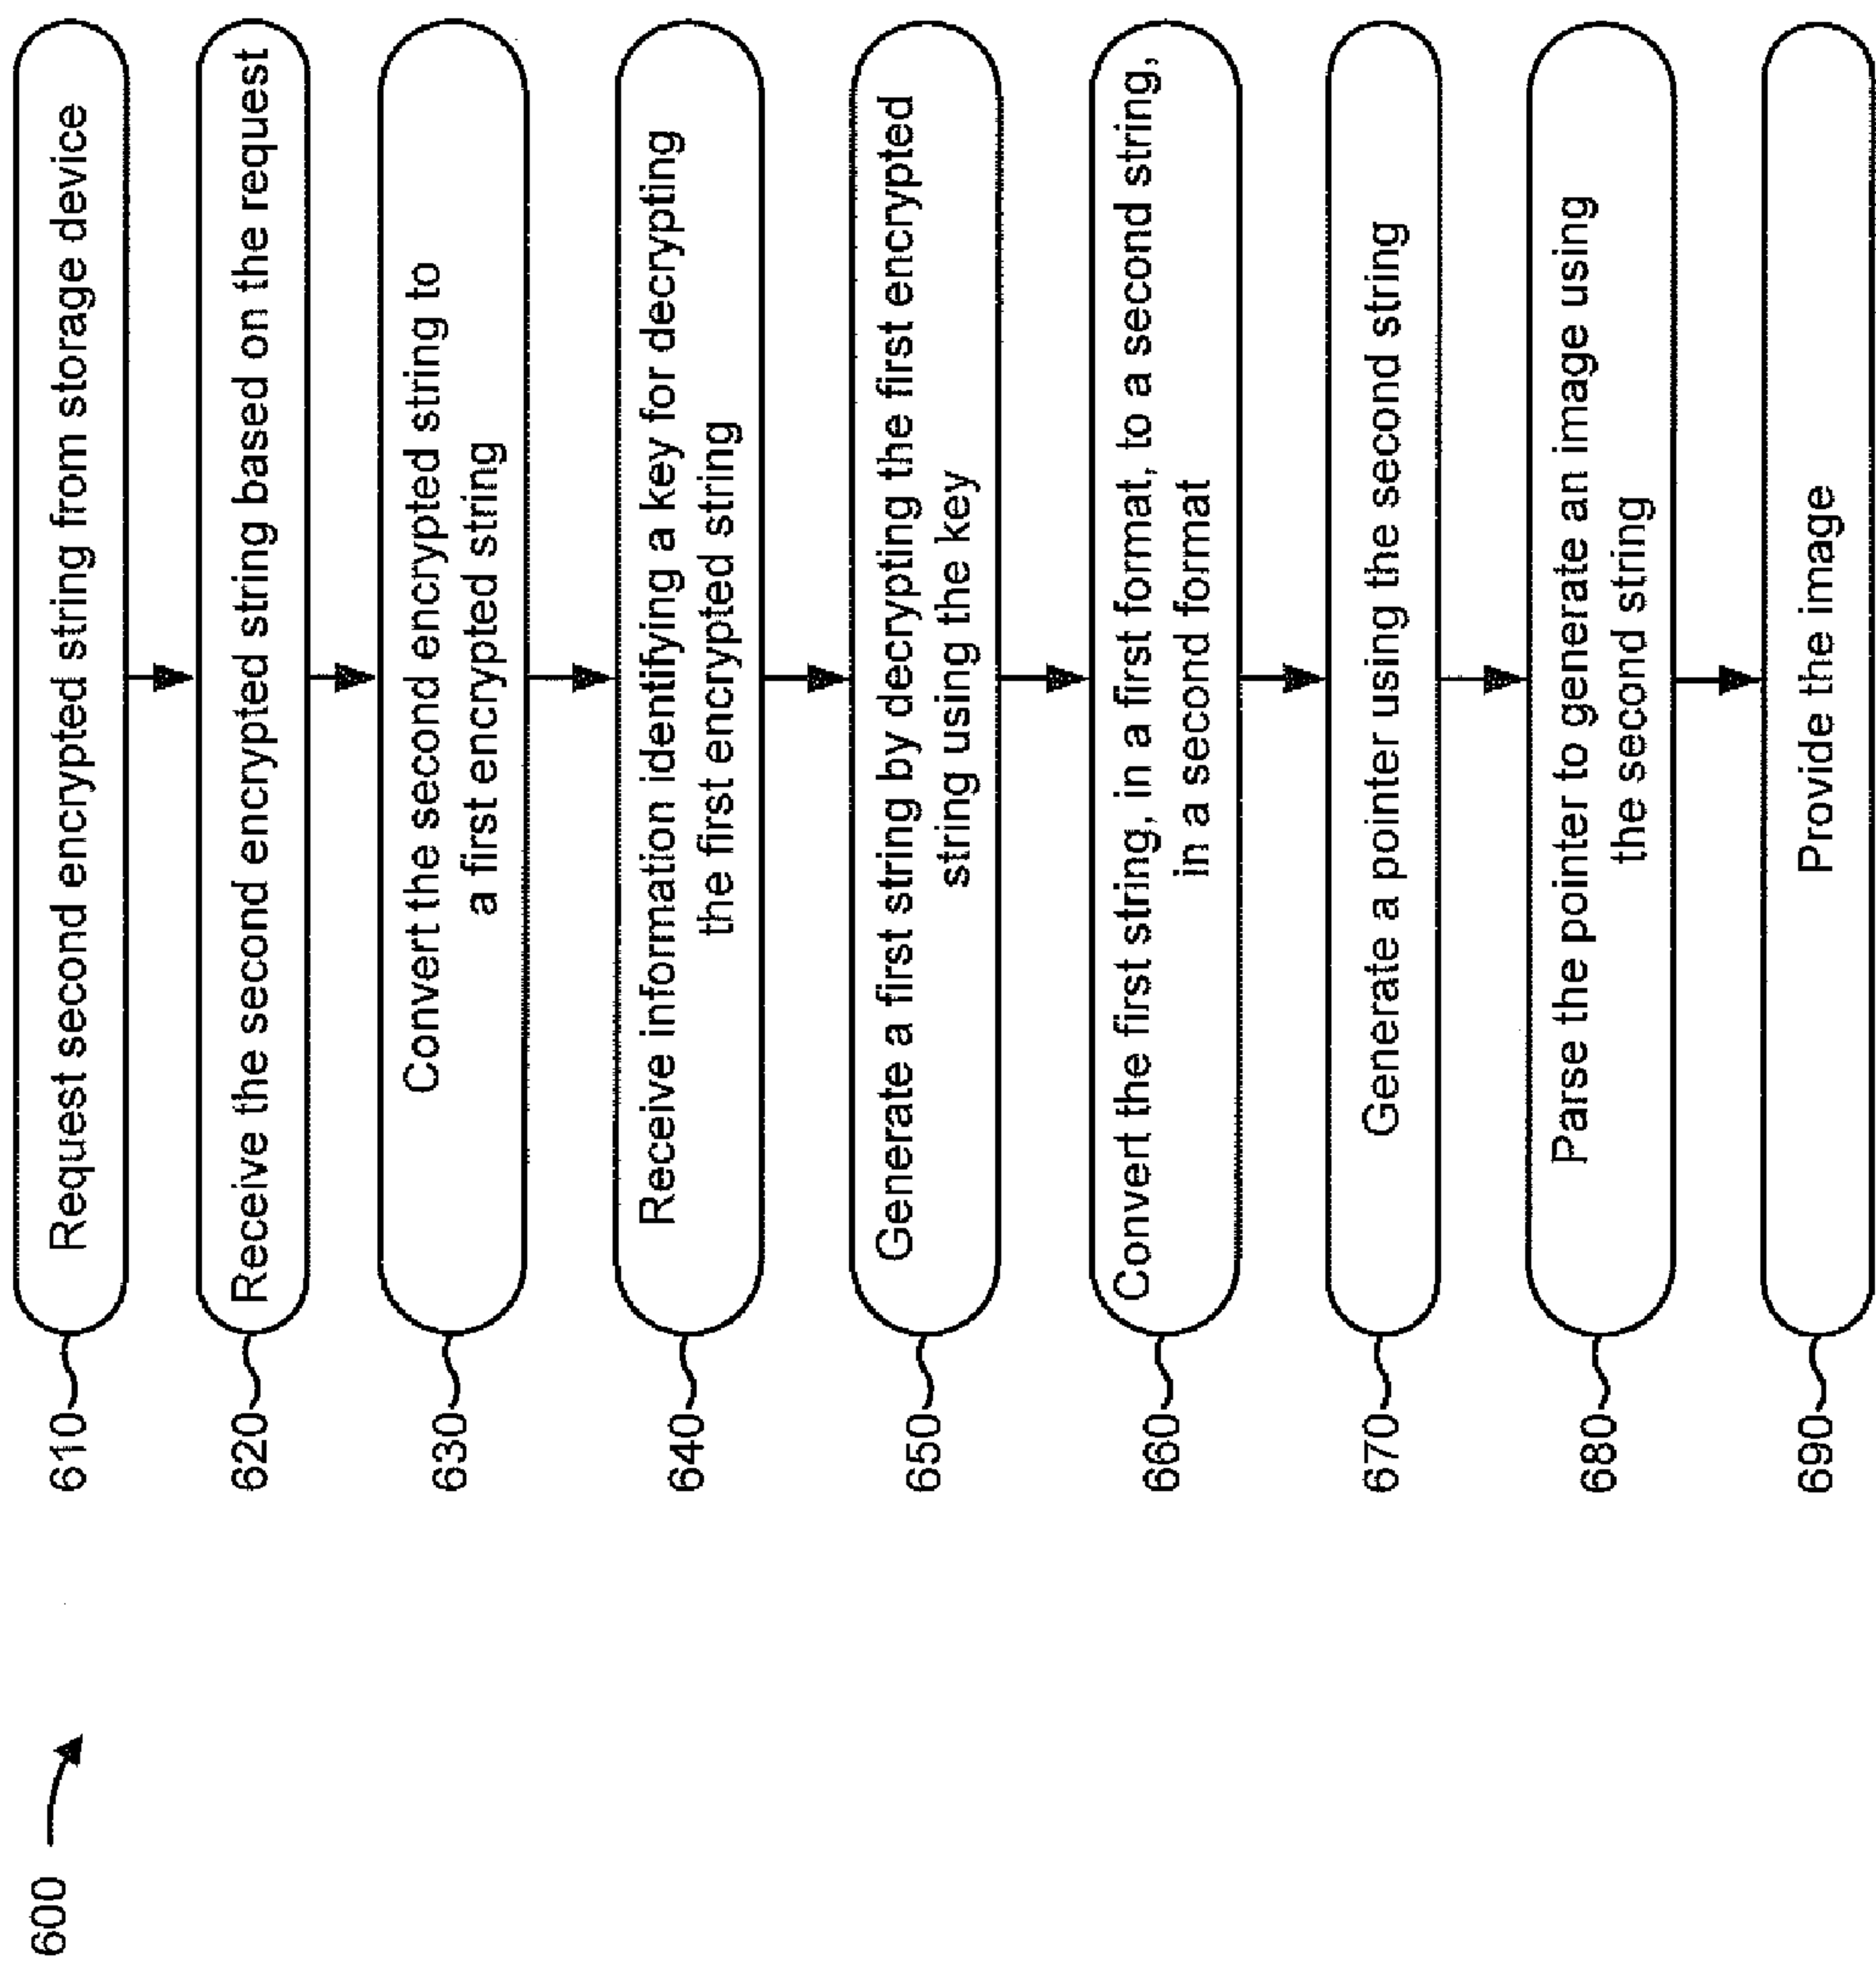 600
610
Request second encrypted string from storage device
620
Receive the second encrypted string based on the request
630
Convert the second encrypted string to
a first encrypted string
640
Receive information identifying a key for decrypting
the first encrypted string
650
Generate a first string by decrypting the first encrypted
string using the key
660
Convert the first string, in a first format, to a second string,
in a second format
670
Generate a pointer using the second string
680
Parse the pointer to generate an image using
the second string
690
Provide the image